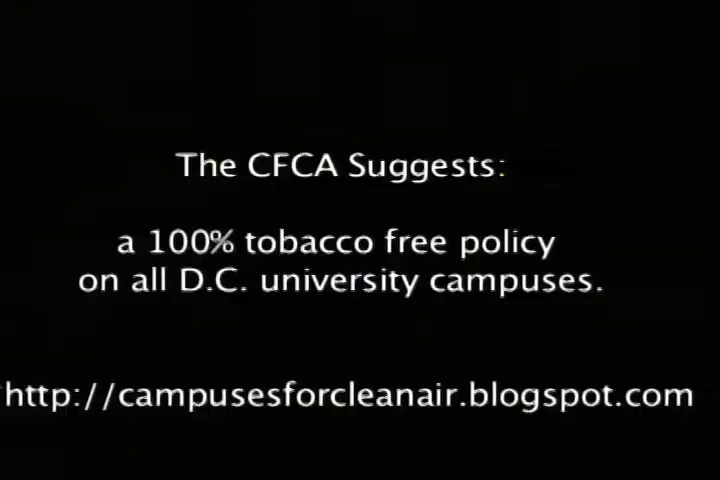 The CFCA Suggests:
a 100% tobacco free policy
on all D.C. university campuses.
http://campusesforcleanair.blogspot.com